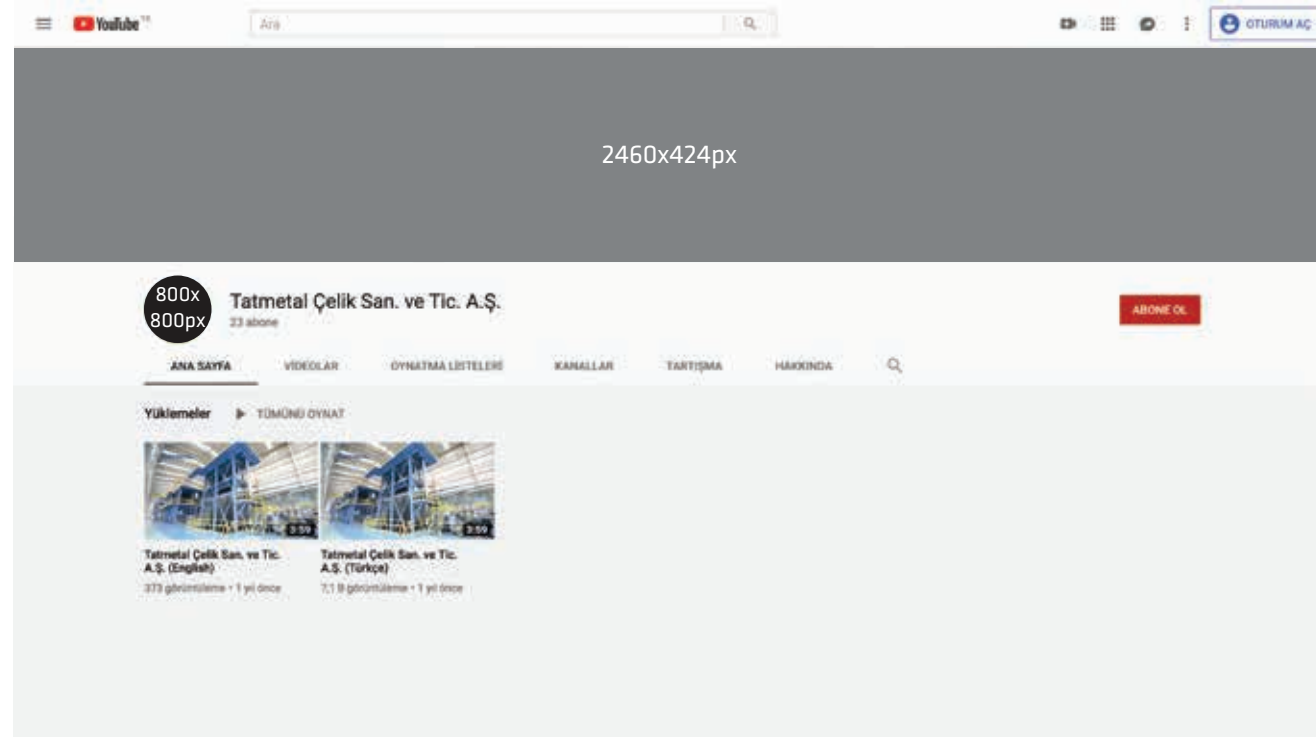 YouTube TR
Ara
OTURUM AÇ
2460x424px
800x
800px
Tatmetal Çelik San. ve Tic. A.Ş.
23 abone
ABONE OL
ANA SAYFA VİDEOLAR OYNATMA LİSTELERİ KANALLAR TARTIŞMA HAKKINDA
Yüklemeler TÜMÜNÜ OYNAT
3:59 3:59
Tatmetal Çelik San. ve Tic. Tatmetal Çelik San. ve Tic.
A.Ş. (English) A.Ş. (Türkçe)
373 görüntüleme • 1 yıl önce 7,1 B görüntüleme • 1 yıl önce